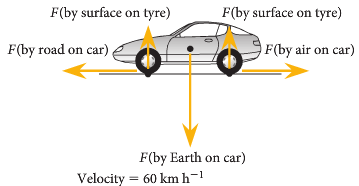 F(by surface on tyre) F(by surface on tyre)
F(by road on car) F(by air on car)
F(by Earth on car)
Velocity = 60 km h⁻¹